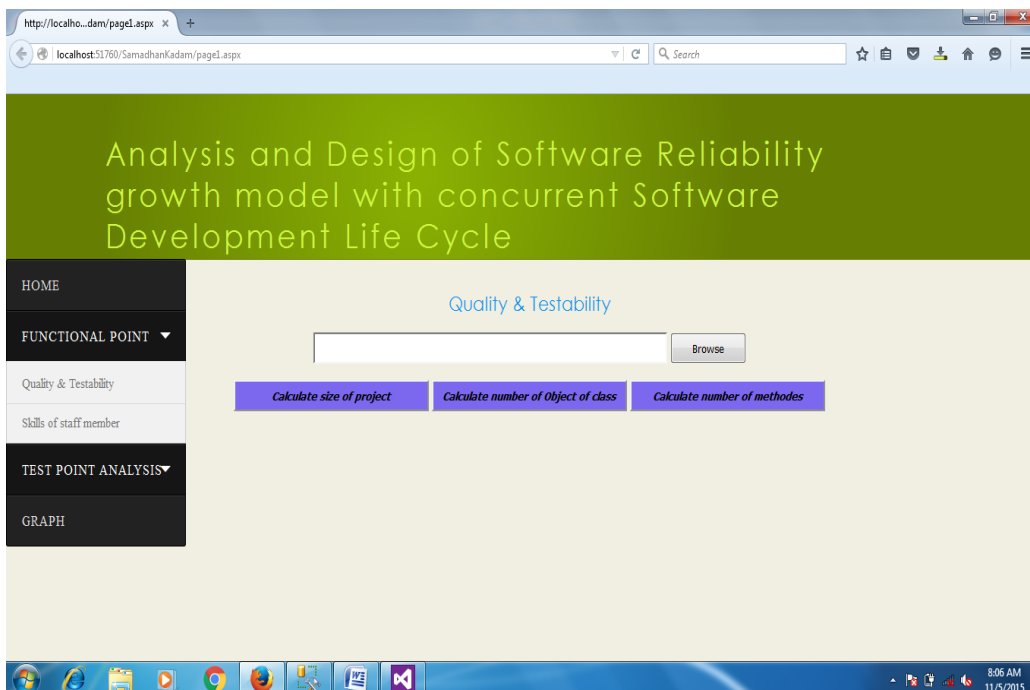 http://localho...dam/page1.aspx
localhost:51760/SamadhanKadam/page1.aspx
Search
Analysis and Design of Software Reliability
growth model with concurrent Software
Development Life Cycle
HOME
FUNCTIONAL POINT
Quality & Testability
Skills of staff member
TEST POINT ANALYSIS
GRAPH
Quality & Testability
Browse
Calculate size of project
Calculate number of Object of class
Calculate number of methodes
8:06 AM
11/5/2015